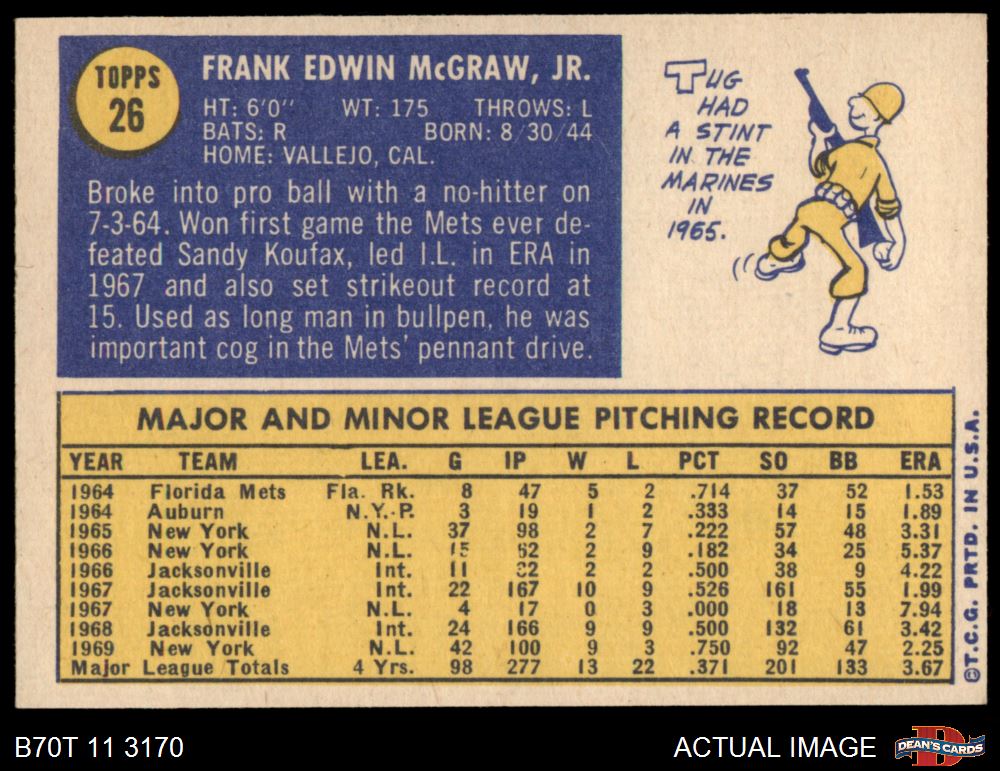 TOPPS
26
FRANK EDWIN McGRAW, JR.
HT: 6'0" WT: 175 THROWS: L
BATS: R BORN: 8/30/44
HOME: VALLEJO, CAL.
Broke into pro ball with a no-hitter on
7-3-64. Won first game the Mets ever de-
feated Sandy Koufax, led I.L. in ERA in
1967 and also set strikeout record at
15. Used as long man in bullpen, he was
important cog in the Mets' pennant drive.
TUG
HAD
A STINT
IN THE
MARINES
IN
1965.
MAJOR AND MINOR LEAGUE PITCHING RECORD
YEAR TEAM LEA. G IP W L PCT SO BB ERA
1964 Florida Mets Fla. Rk. 8 47 5 2 .714 37 52 1.53
1964 Auburn N.Y.-P. 3 19 1 2 .333 14 15 1.89
1965 New York N.L. 37 98 2 7 .222 57 48 3.31
1966 New York N.L. 15 62 2 9 .182 34 25 5.37
1966 Jacksonville Int. 11 32 2 2 .500 38 9 4.22
1967 Jacksonville Int. 22 167 10 9 .526 161 55 1.99
1967 New York N.L. 4 17 0 3 .000 18 13 7.94
1968 Jacksonville Int. 24 166 9 9 .500 132 61 3.42
1969 New York N.L. 42 100 9 3 .750 92 47 2.25
Major League Totals 4 Yrs. 98 277 13 22 .371 201 133 3.67
©T.C.G. PRTD. IN U.S.A.
B70T 11 3170
ACTUAL IMAGE
D
DEAN'S CARDS